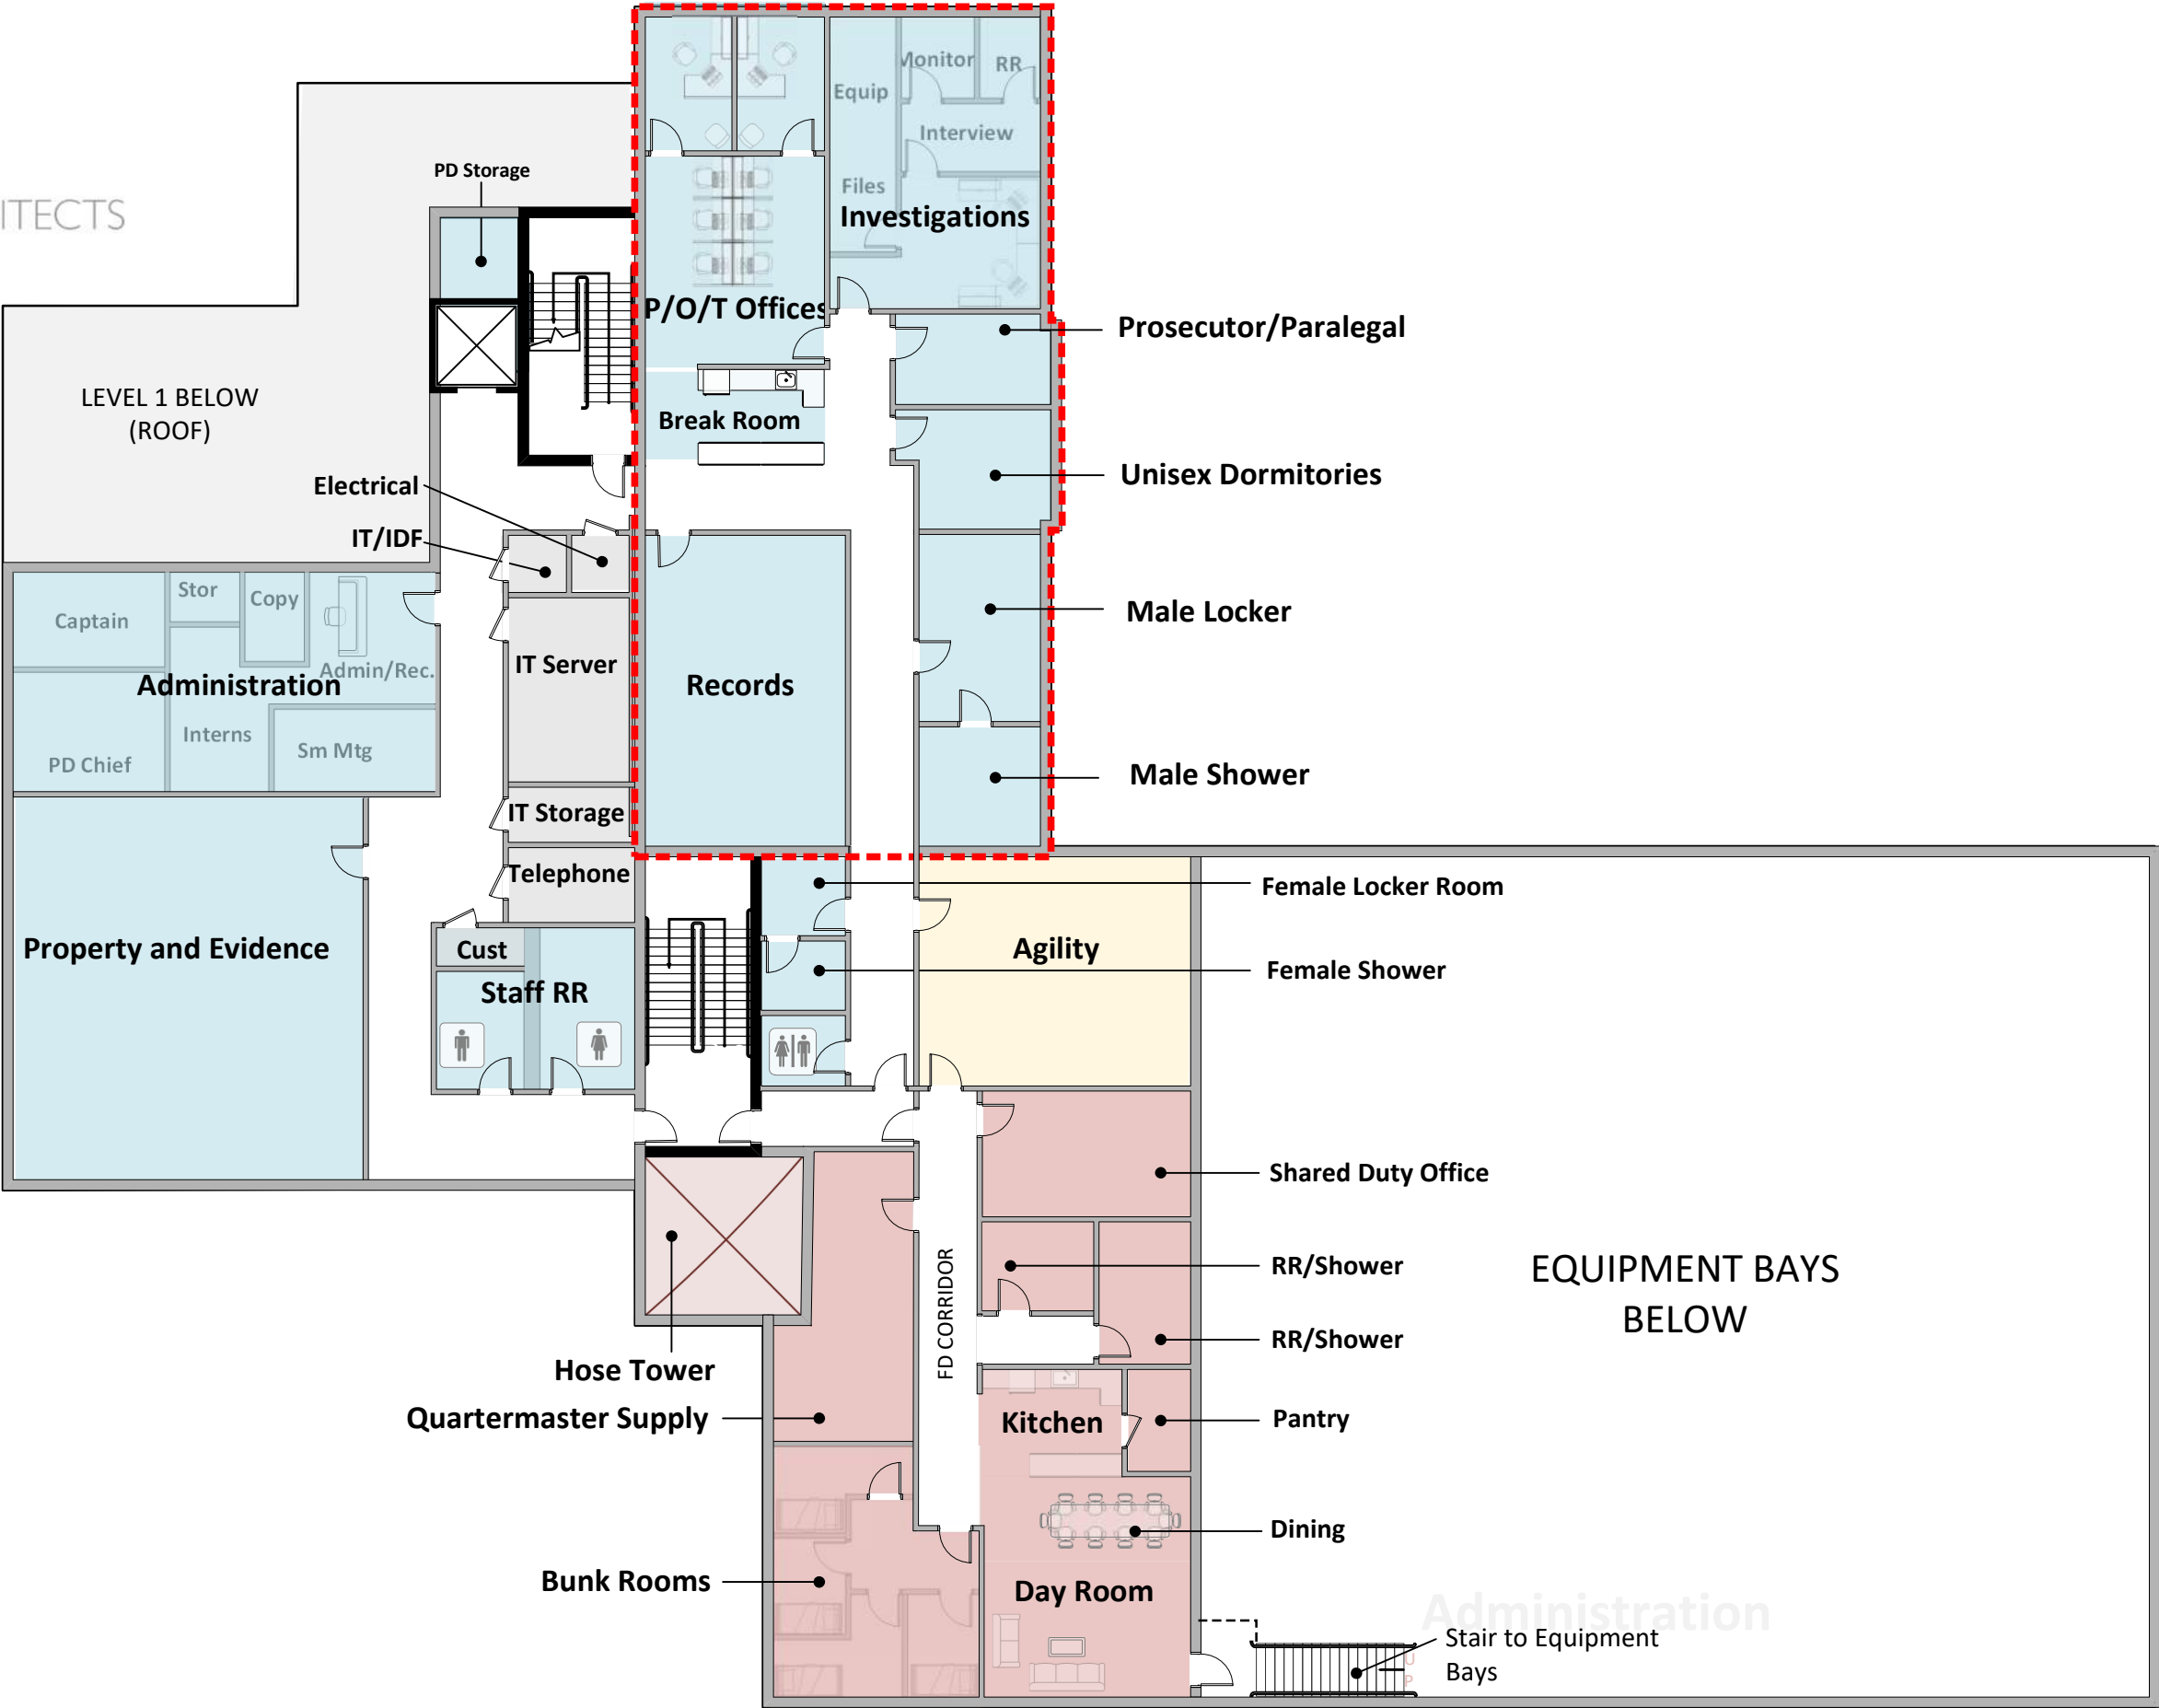 ITECTS
PD Storage
Monitor
RR
Equip
Interview
Files
Investigations
P/O/T Offices
Prosecutor/Paralegal
LEVEL 1 BELOW
(ROOF)
Break Room
Electrical
Unisex Dormitories
IT/IDF
Stor
Copy
Captain
Male Locker
IT Server
Admin/Rec.
Administration
Records
Interns
Sm Mtg
PD Chief
Male Shower
IT Storage
Telephone
Female Locker Room
Property and Evidence
Cust
Agility
Female Shower
Staff RR
Shared Duty Office
FD CORRIDOR
RR/Shower
EQUIPMENT BAYS
BELOW
RR/Shower
Hose Tower
Quartermaster Supply
Kitchen
Pantry
Dining
Bunk Rooms
Day Room
Administration
Stair to Equipment
Bays
UP